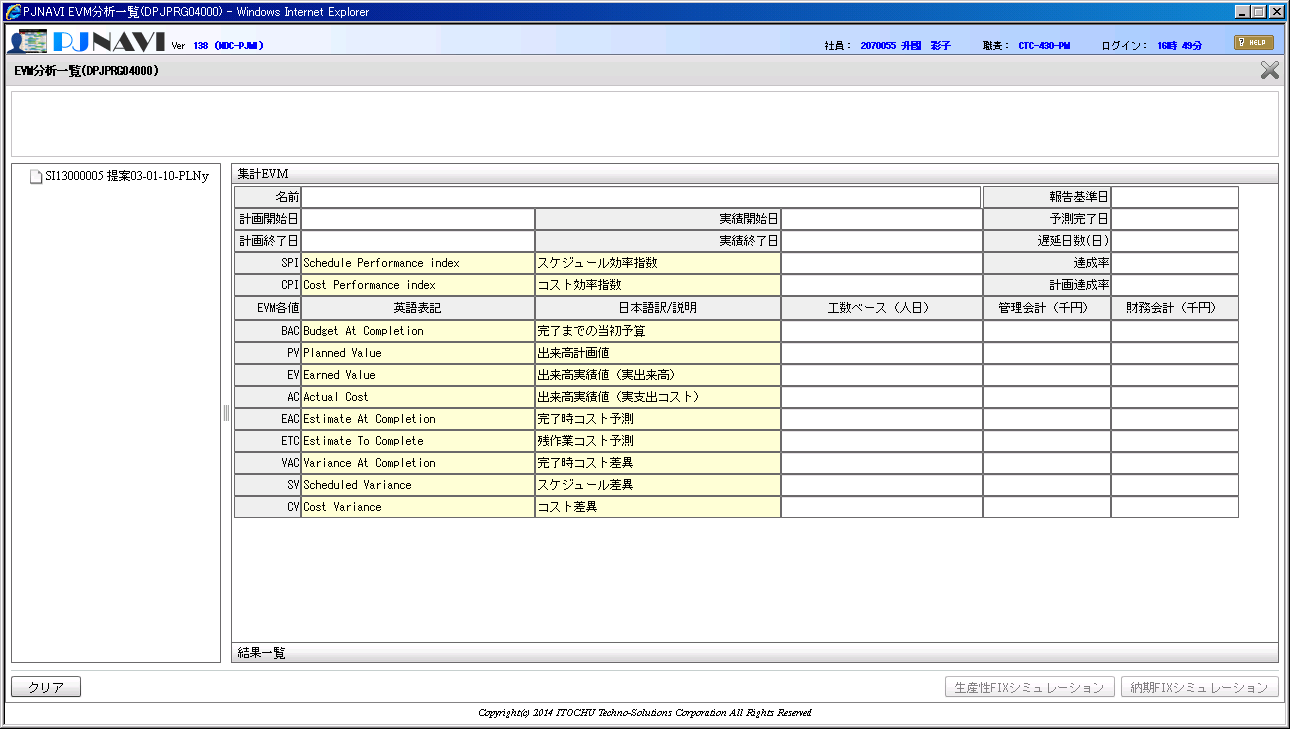 PJNAVI EVM分析一覧(DPJPRG04000) - Windows Internet Explorer
PJNAVI Ver 138 (NDC-PJM) 社員： 2070055 升國 彩子 職責： CTC-430-PM ログイン： 16時 49分 ? HELP
EVM分析一覧(DPJPRG04000)
SI13000005 提案03-01-10-PLNy
集計EVM
名前 報告基準日
計画開始日 実績開始日 予測完了日
計画終了日 実績終了日 遅延日数(日)
SPI Schedule Performance index スケジュール効率指数 達成率
CPI Cost Performance index コスト効率指数 計画達成率
EVM各値 英語表記 日本語訳/説明 工数ベース（人日） 管理会計（千円） 財務会計（千円）
BAC Budget At Completion 完了までの当初予算
PV Planned Value 出来高計画値
EV Earned Value 出来高実績値（実出来高）
AC Actual Cost 出来高実績値（実支出コスト）
EAC Estimate At Completion 完了時コスト予測
ETC Estimate To Complete 残作業コスト予測
VAC Variance At Completion 完了時コスト差異
SV Scheduled Variance スケジュール差異
CV Cost Variance コスト差異
結果一覧
クリア 生産性FIXシミュレーション 納期FIXシミュレーション
Copyright(c) 2014 ITOCHU Techno-Solutions Corporation All Rights Reserved